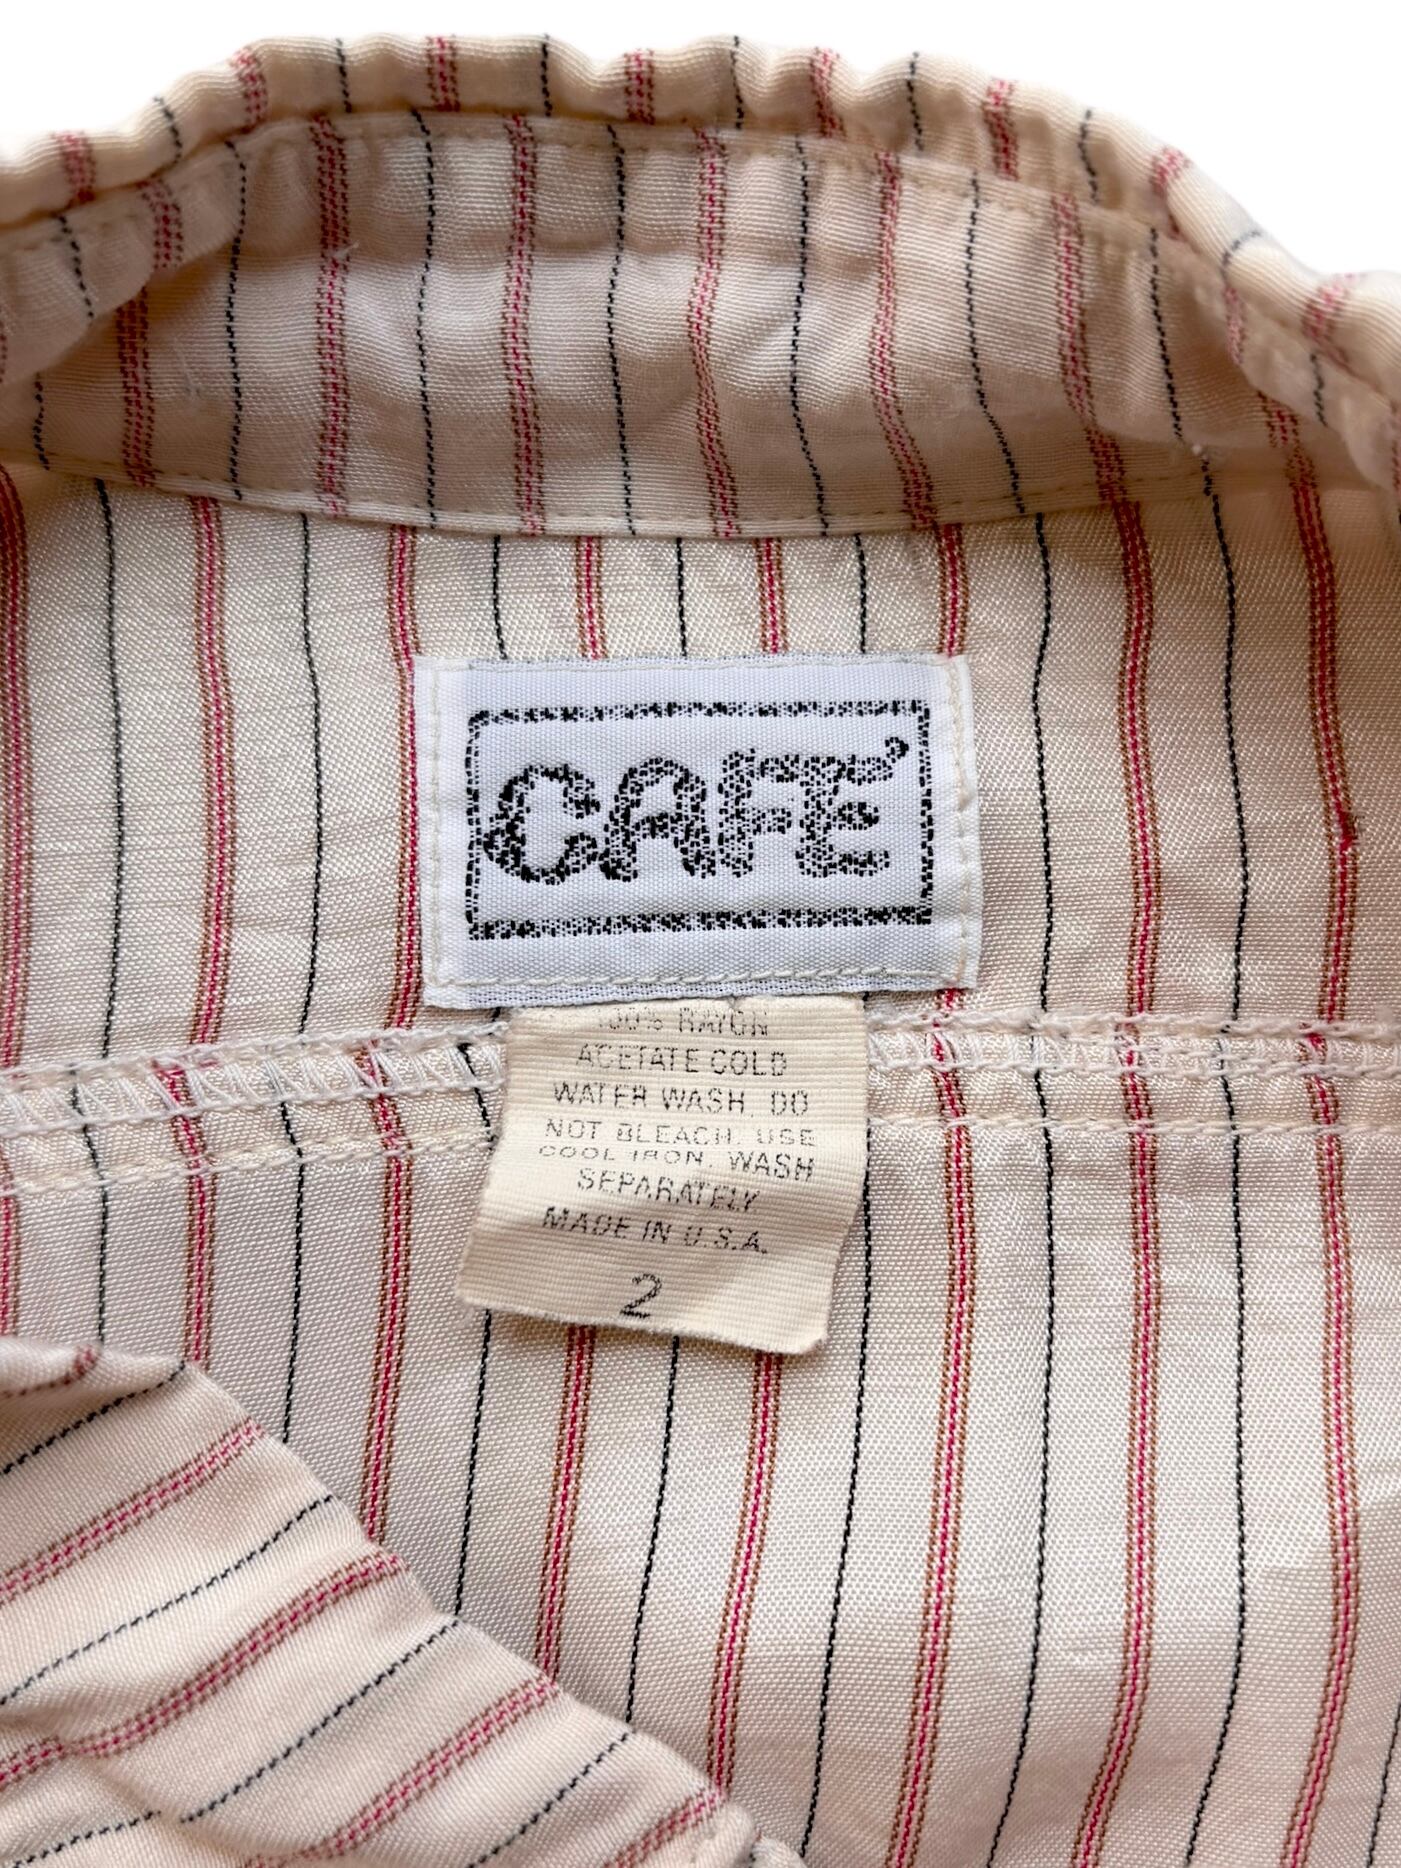 CAFE'
100% RAYON
ACETATE COLD
WATER WASH, DO
NOT BLEACH. USE
COOL IRON. WASH
SEPARATELY
MADE IN U.S.A.
2